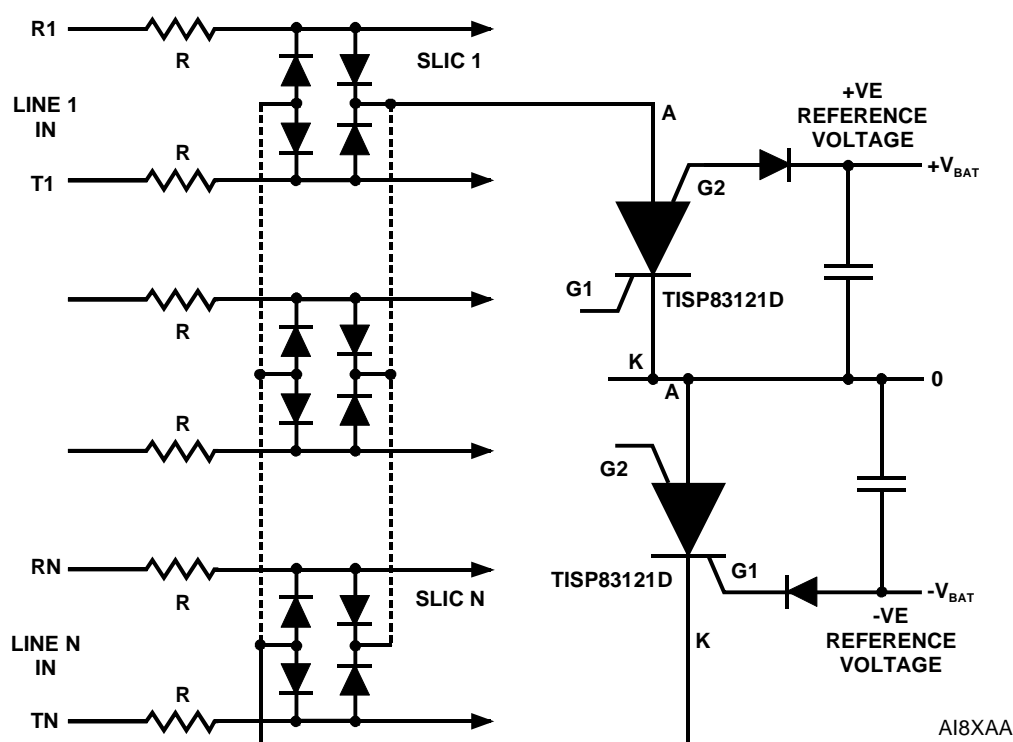 R1
R
SLIC 1
LINE 1
IN
R
T1
A
+VE
REFERENCE
VOLTAGE
G2
+VBAT
G1
TISP83121D
R
K
A
0
R
G2
RN
R
SLIC N
TISP83121D
G1
-VBAT
-VE
REFERENCE
VOLTAGE
LINE N
IN
K
R
TN
AI8XAA